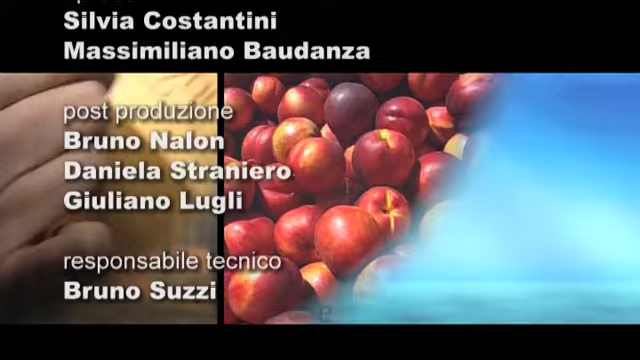 Silvia Costantini
Massimiliano Baudanza
post produzione
Bruno Nalon
Daniela Straniero
Giuliano Lugli
responsabile tecnico
Bruno Suzzi